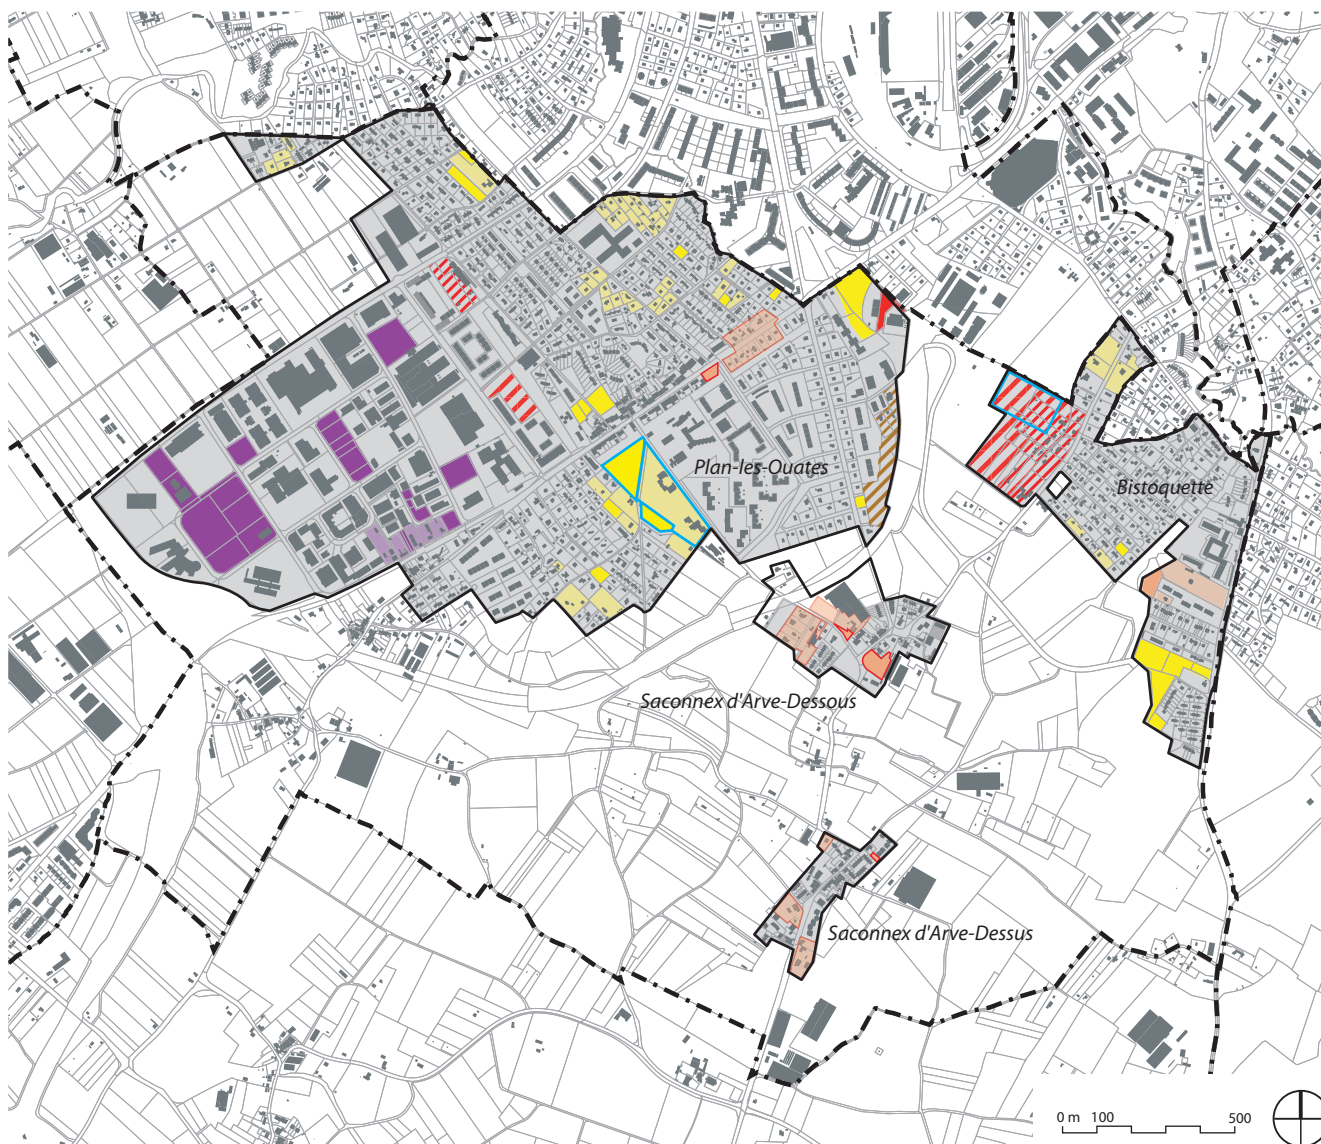 Plan-les-Ouates
Bistoquette
Saconnex d'Arve-Dessous
Saconnex d'Arve-Dessus
0 m 100 500